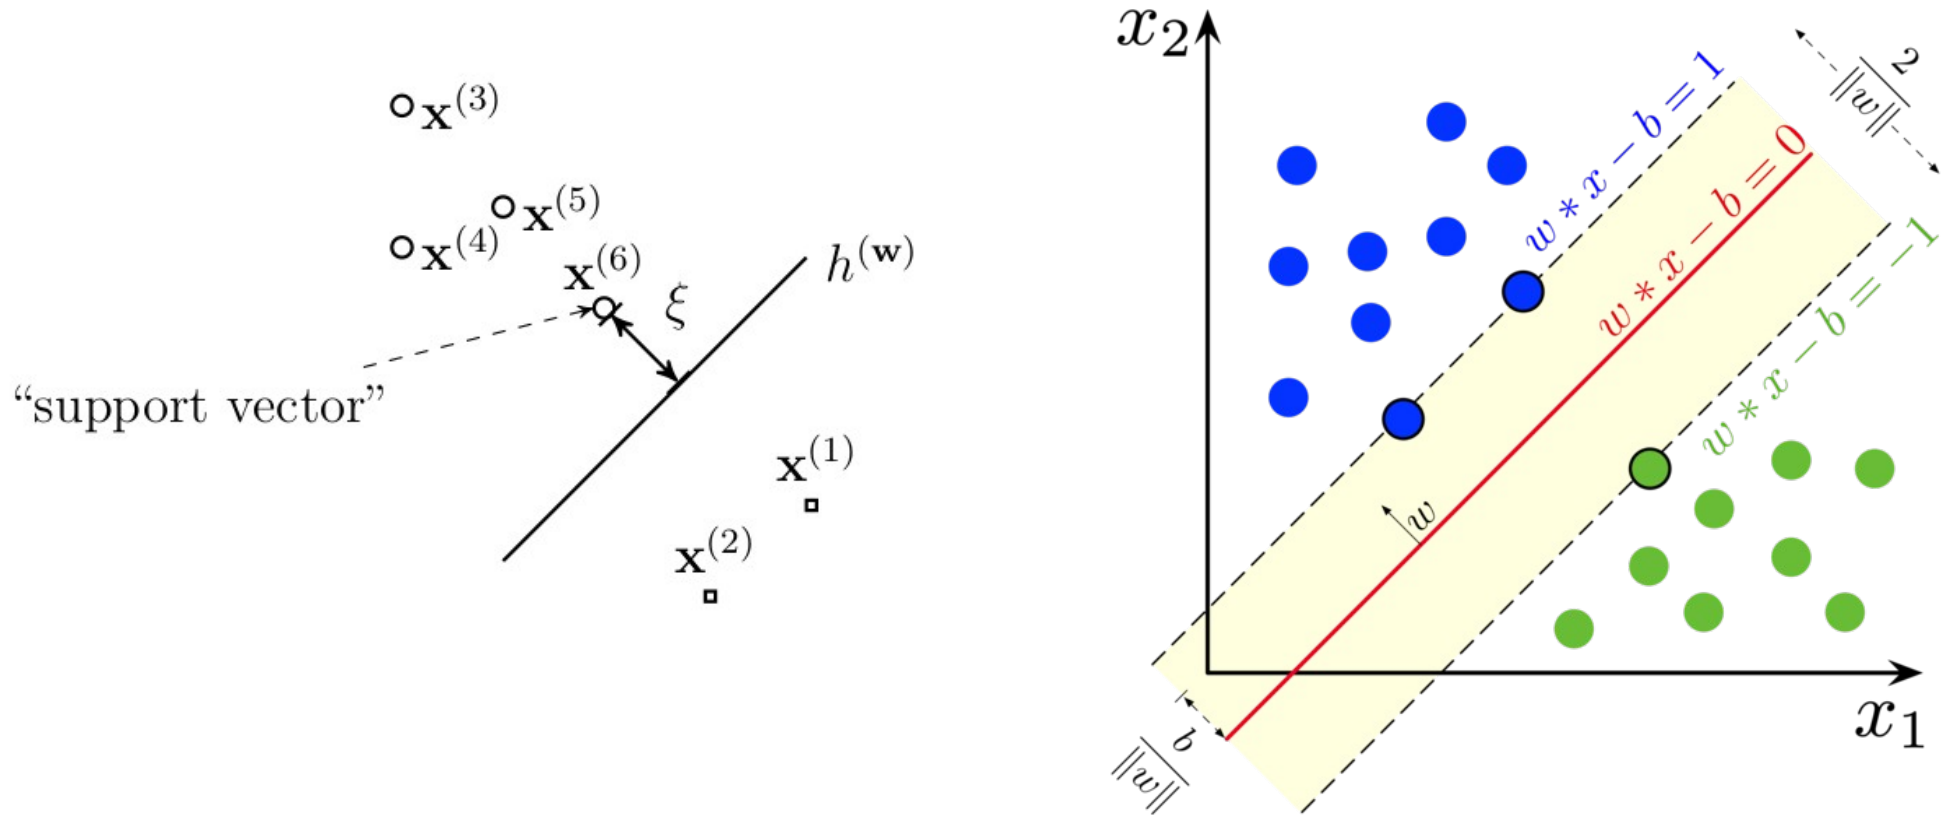 x^(3)
x^(5)
x^(4)
x^(6)
ξ
h^(w)
“support vector”
x^(1)
x^(2)
x₂
w * x − b = 1
2/‖w‖
w * x − b = 0
w * x − b = −1
w
x₁
b/‖w‖